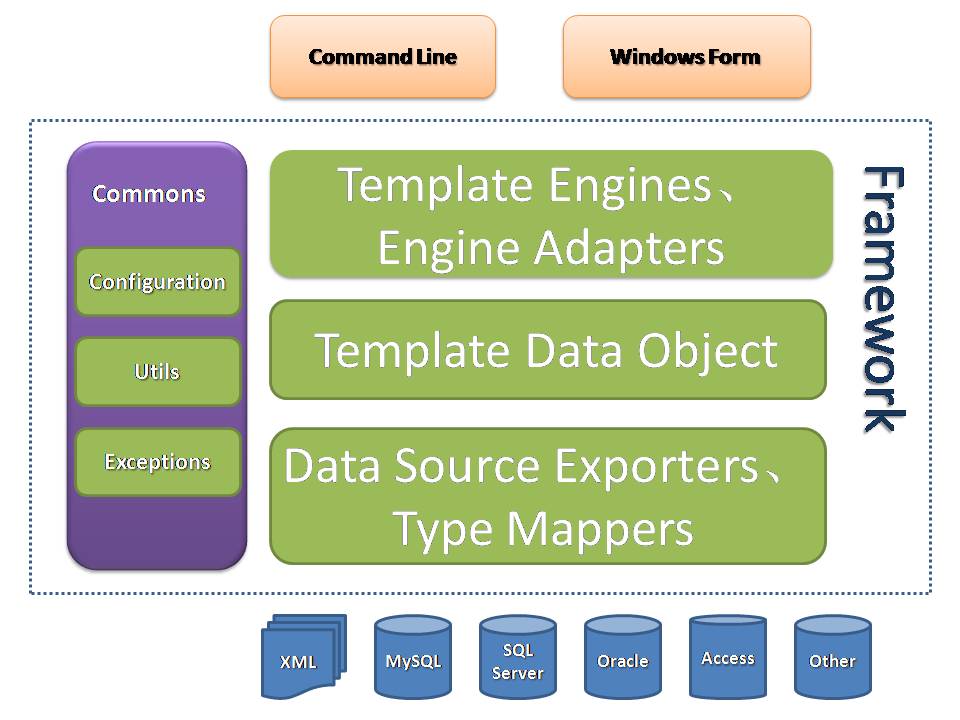 Command Line
Windows Form
Commons
Configuration
Utils
Exceptions
Template Engines、
Engine Adapters
Template Data Object
Data Source Exporters、
Type Mappers
Framework
XML
MySQL
SQL
Server
Oracle
Access
Other